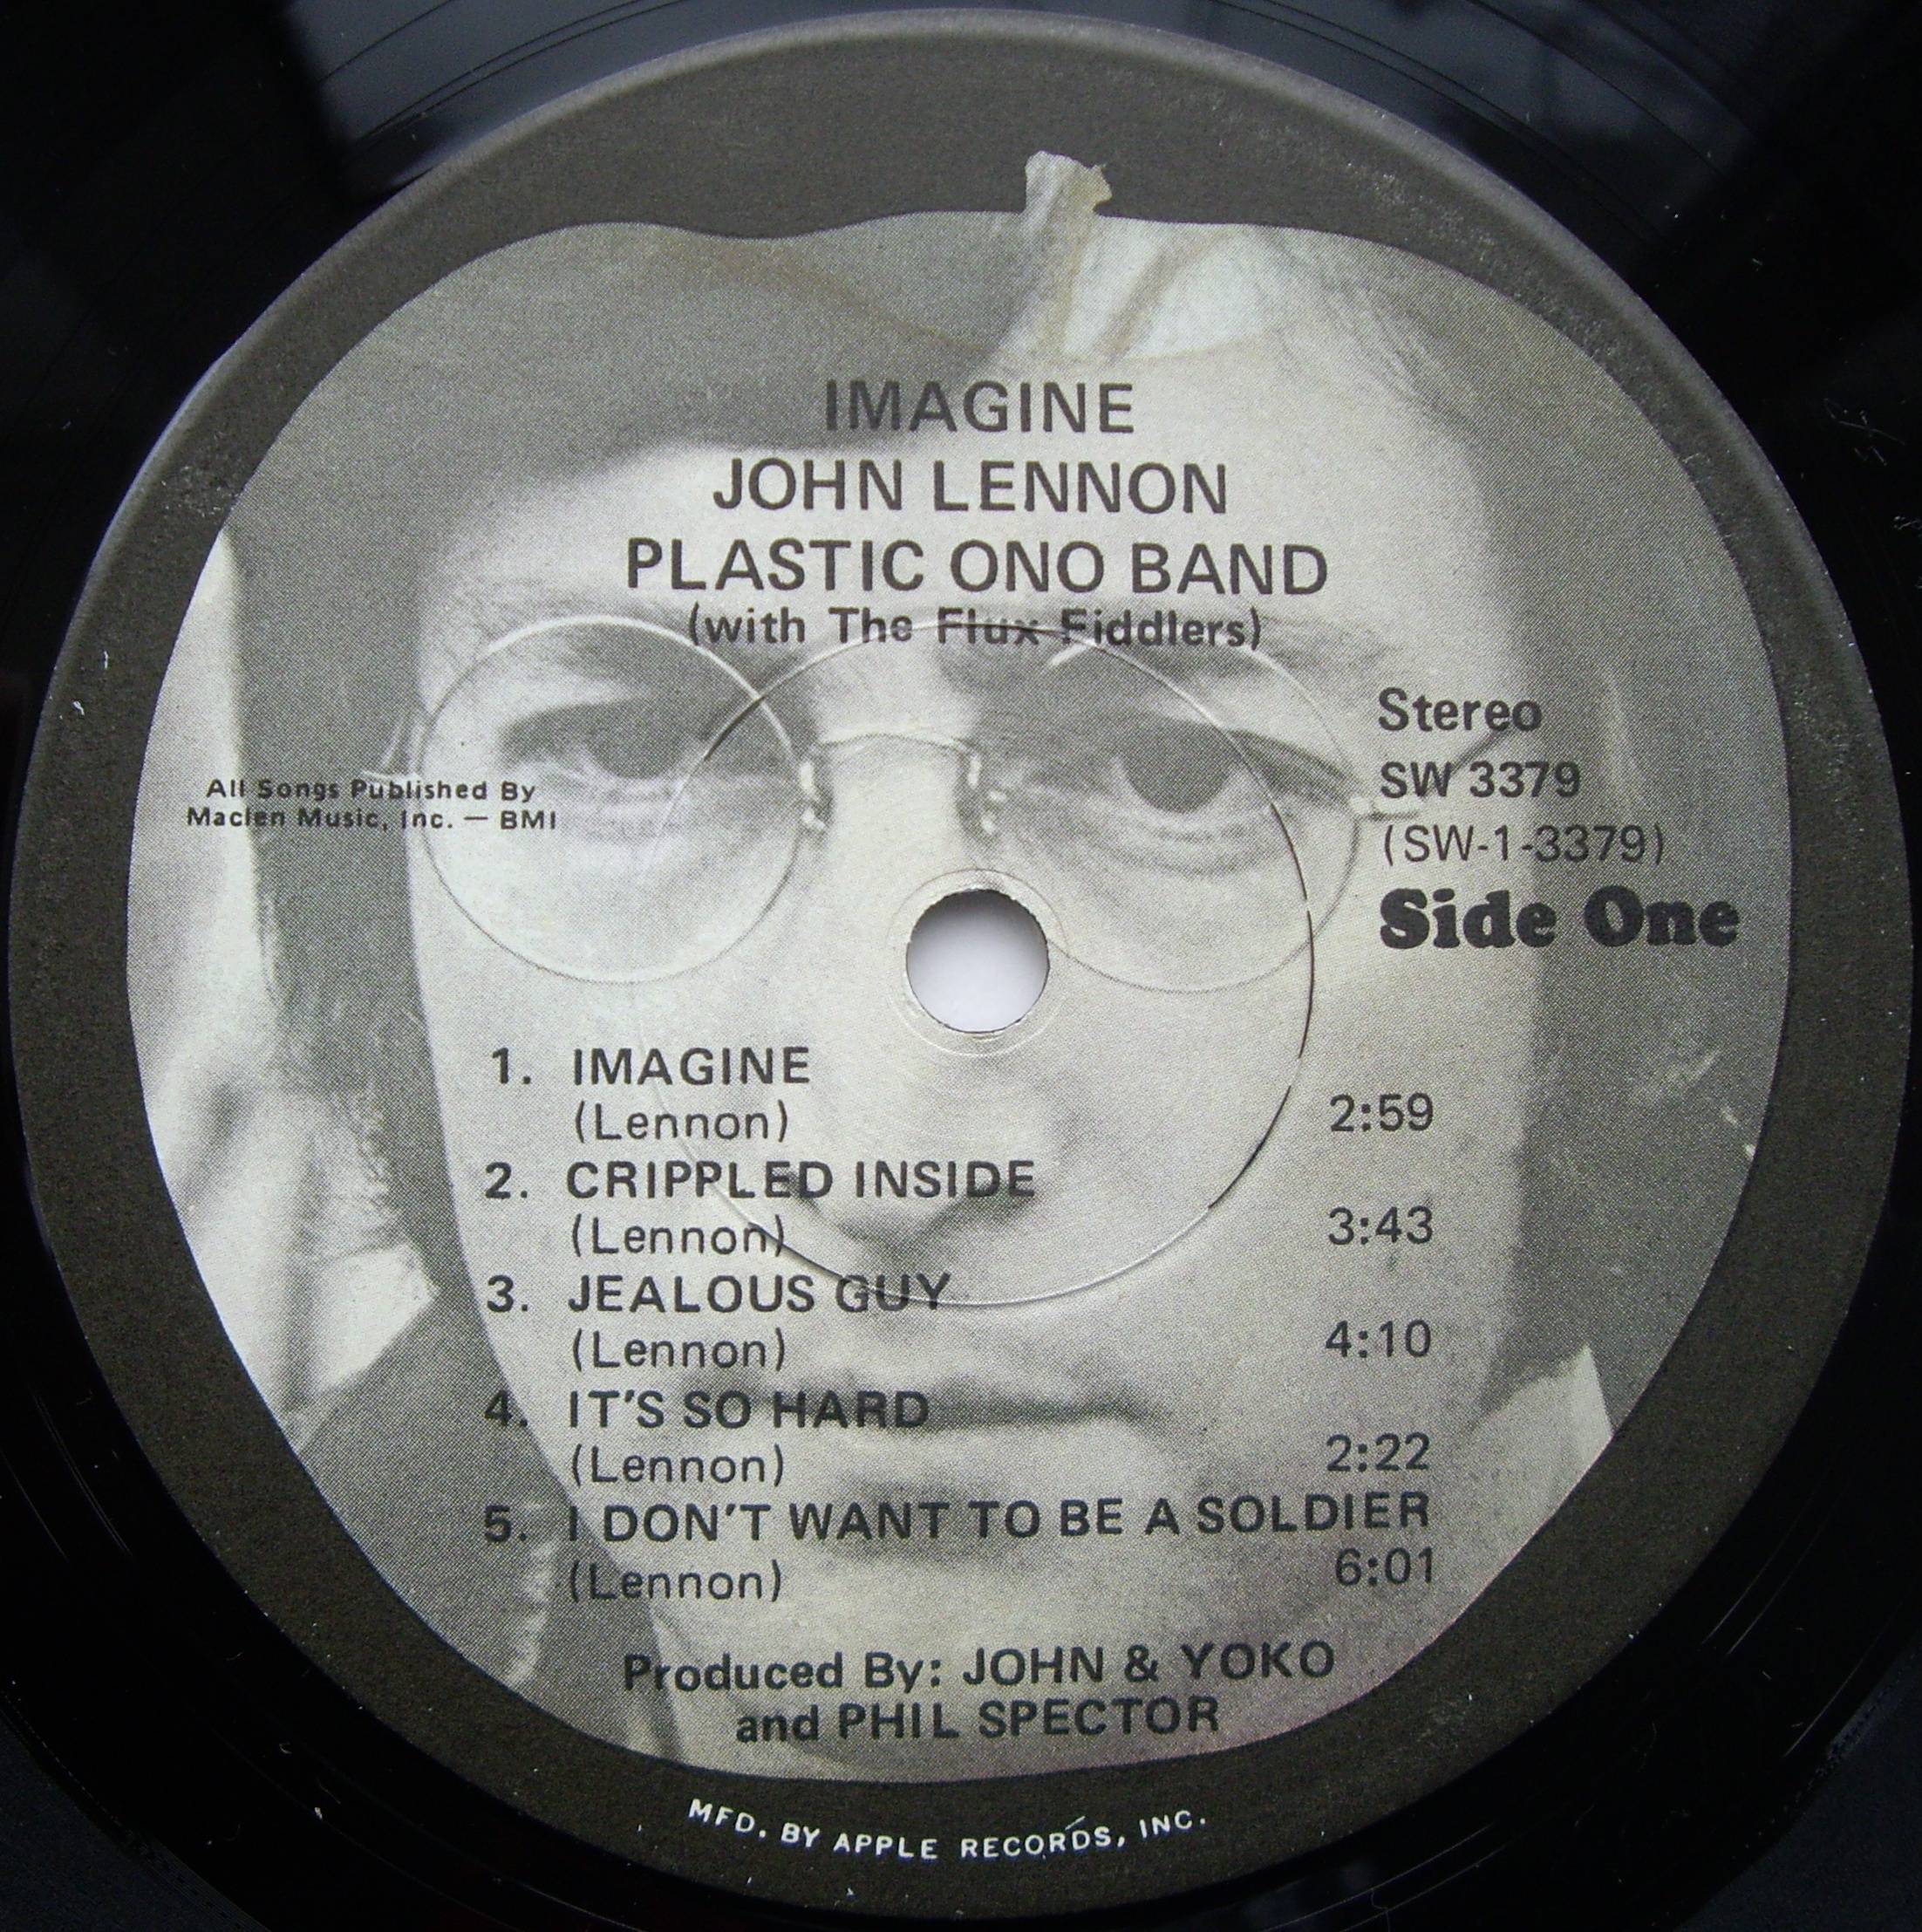 IMAGINE
JOHN LENNON
PLASTIC ONO BAND
(with The Flux Fiddlers)
Stereo
SW 3379
(SW-1-3379)
Side One
All Songs Published By
Maclen Music, Inc. — BMI
1. IMAGINE
(Lennon) 2:59
2. CRIPPLED INSIDE
(Lennon) 3:43
3. JEALOUS GUY
(Lennon) 4:10
4. IT'S SO HARD
(Lennon) 2:22
5. I DON'T WANT TO BE A SOLDIER
(Lennon) 6:01
Produced By: JOHN & YOKO
and PHIL SPECTOR
MFD. BY APPLE RECORDS, INC.